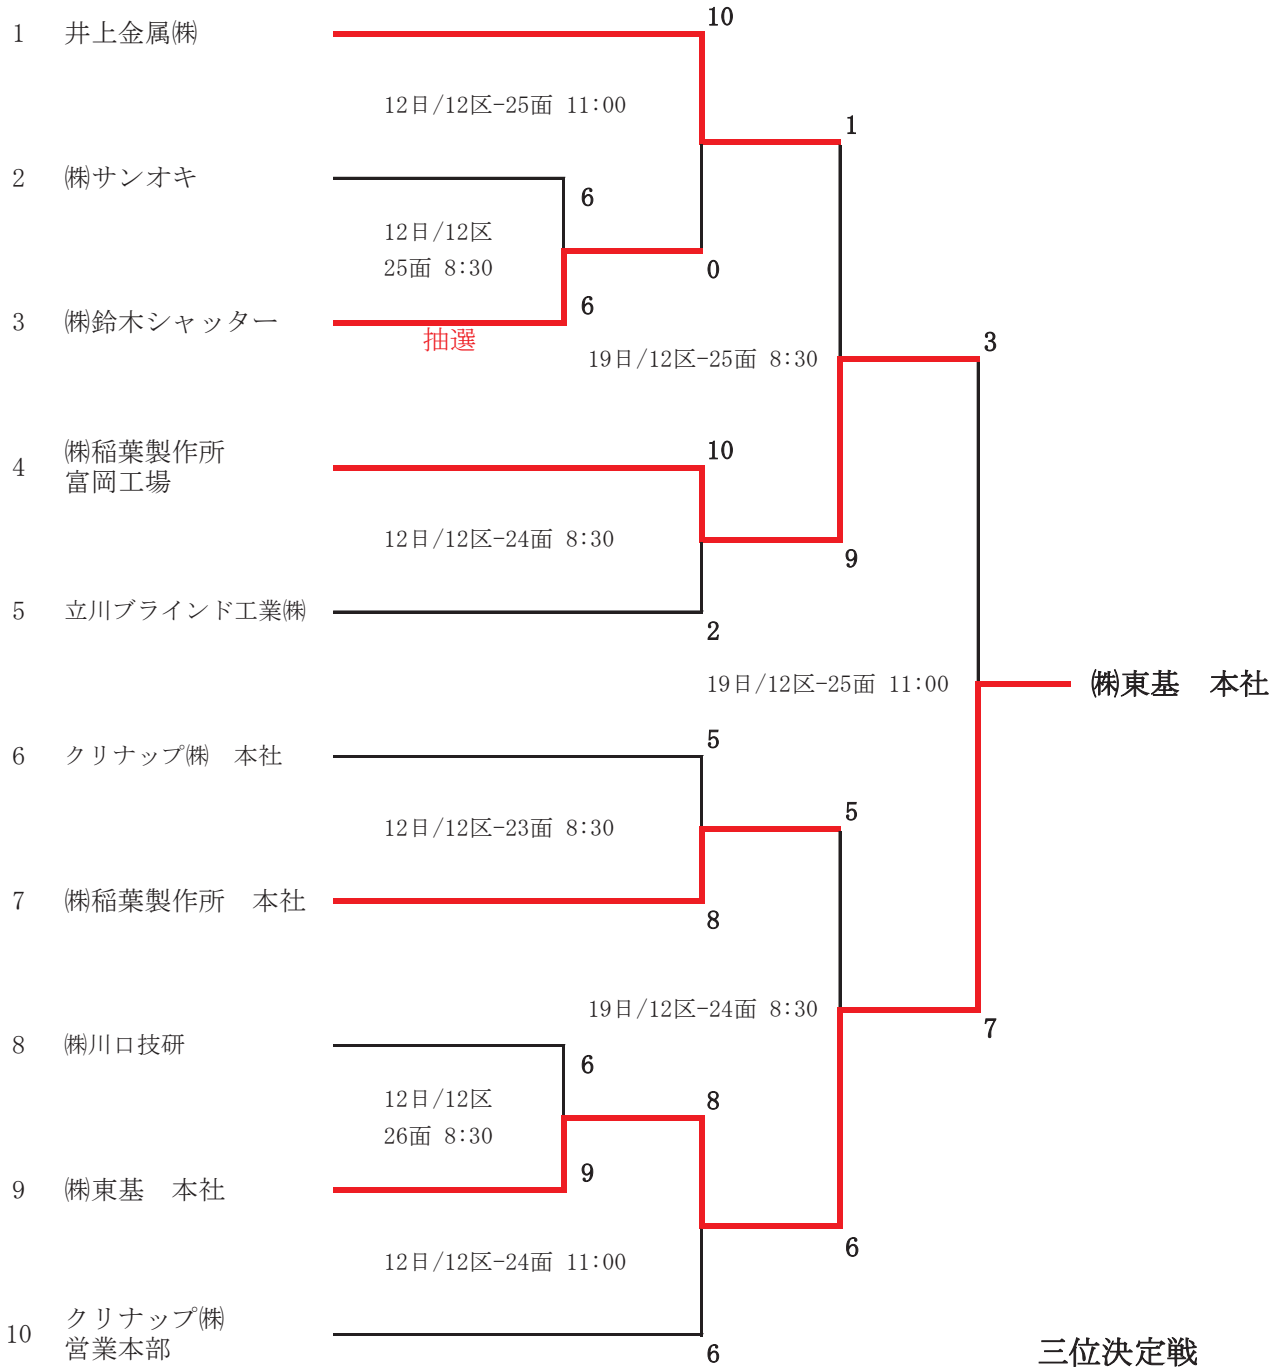 10
1 井上金属㈱
12日/12区-25面 11:00
1
2 ㈱サンオキ
6
12日/12区
25面 8:30
0
6
3 ㈱鈴木シャッター
抽選
3
19日/12区-25面 8:30
10
㈱稲葉製作所
4
富岡工場
12日/12区-24面 8:30
9
5 立川ブラインド工業㈱
2
19日/12区-25面 11:00
㈱東基 本社
5
6 クリナップ㈱ 本社
5
12日/12区-23面 8:30
7 ㈱稲葉製作所 本社
8
19日/12区-24面 8:30
7
8 ㈱川口技研
6
12日/12区
8
26面 8:30
9
9 ㈱東基 本社
6
12日/12区-24面 11:00
クリナップ㈱
10
営業本部
6
三位決定戦